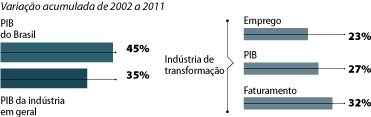 Variação acumulada de 2002 a 2011
PIB
do Brasil
45%
35%
PIB da indústria
em geral
Indústria de
transformação
Emprego
23%
PIB
27%
Faturamento
32%